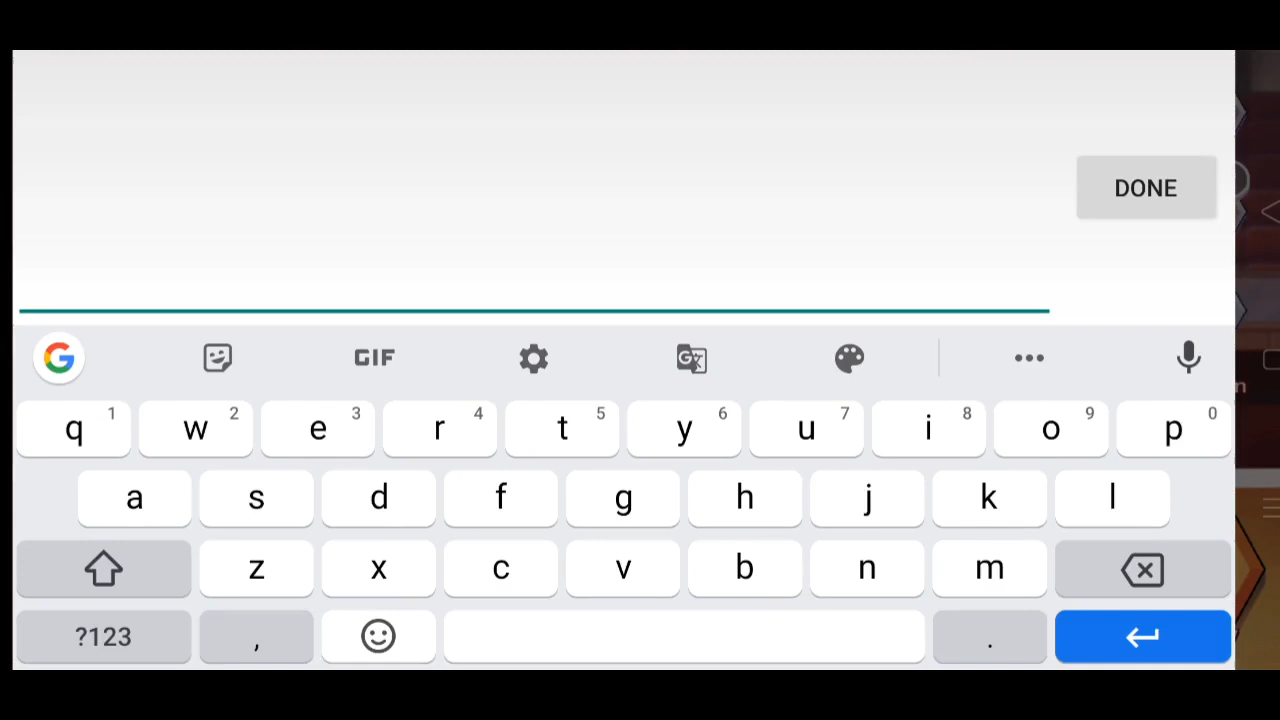 DONE
G GIF G
q 1 w 2 e 3 r 4 t 5 y 6 u 7 i 8 o 9 p 0
a s d f g h j k l
z x c v b n m
?123 , .
n